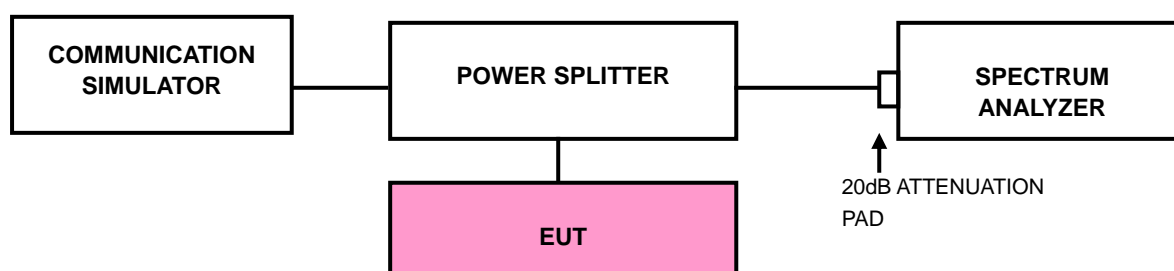 COMMUNICATION
SIMULATOR
POWER SPLITTER
SPECTRUM
ANALYZER
20dB ATTENUATION
PAD
EUT